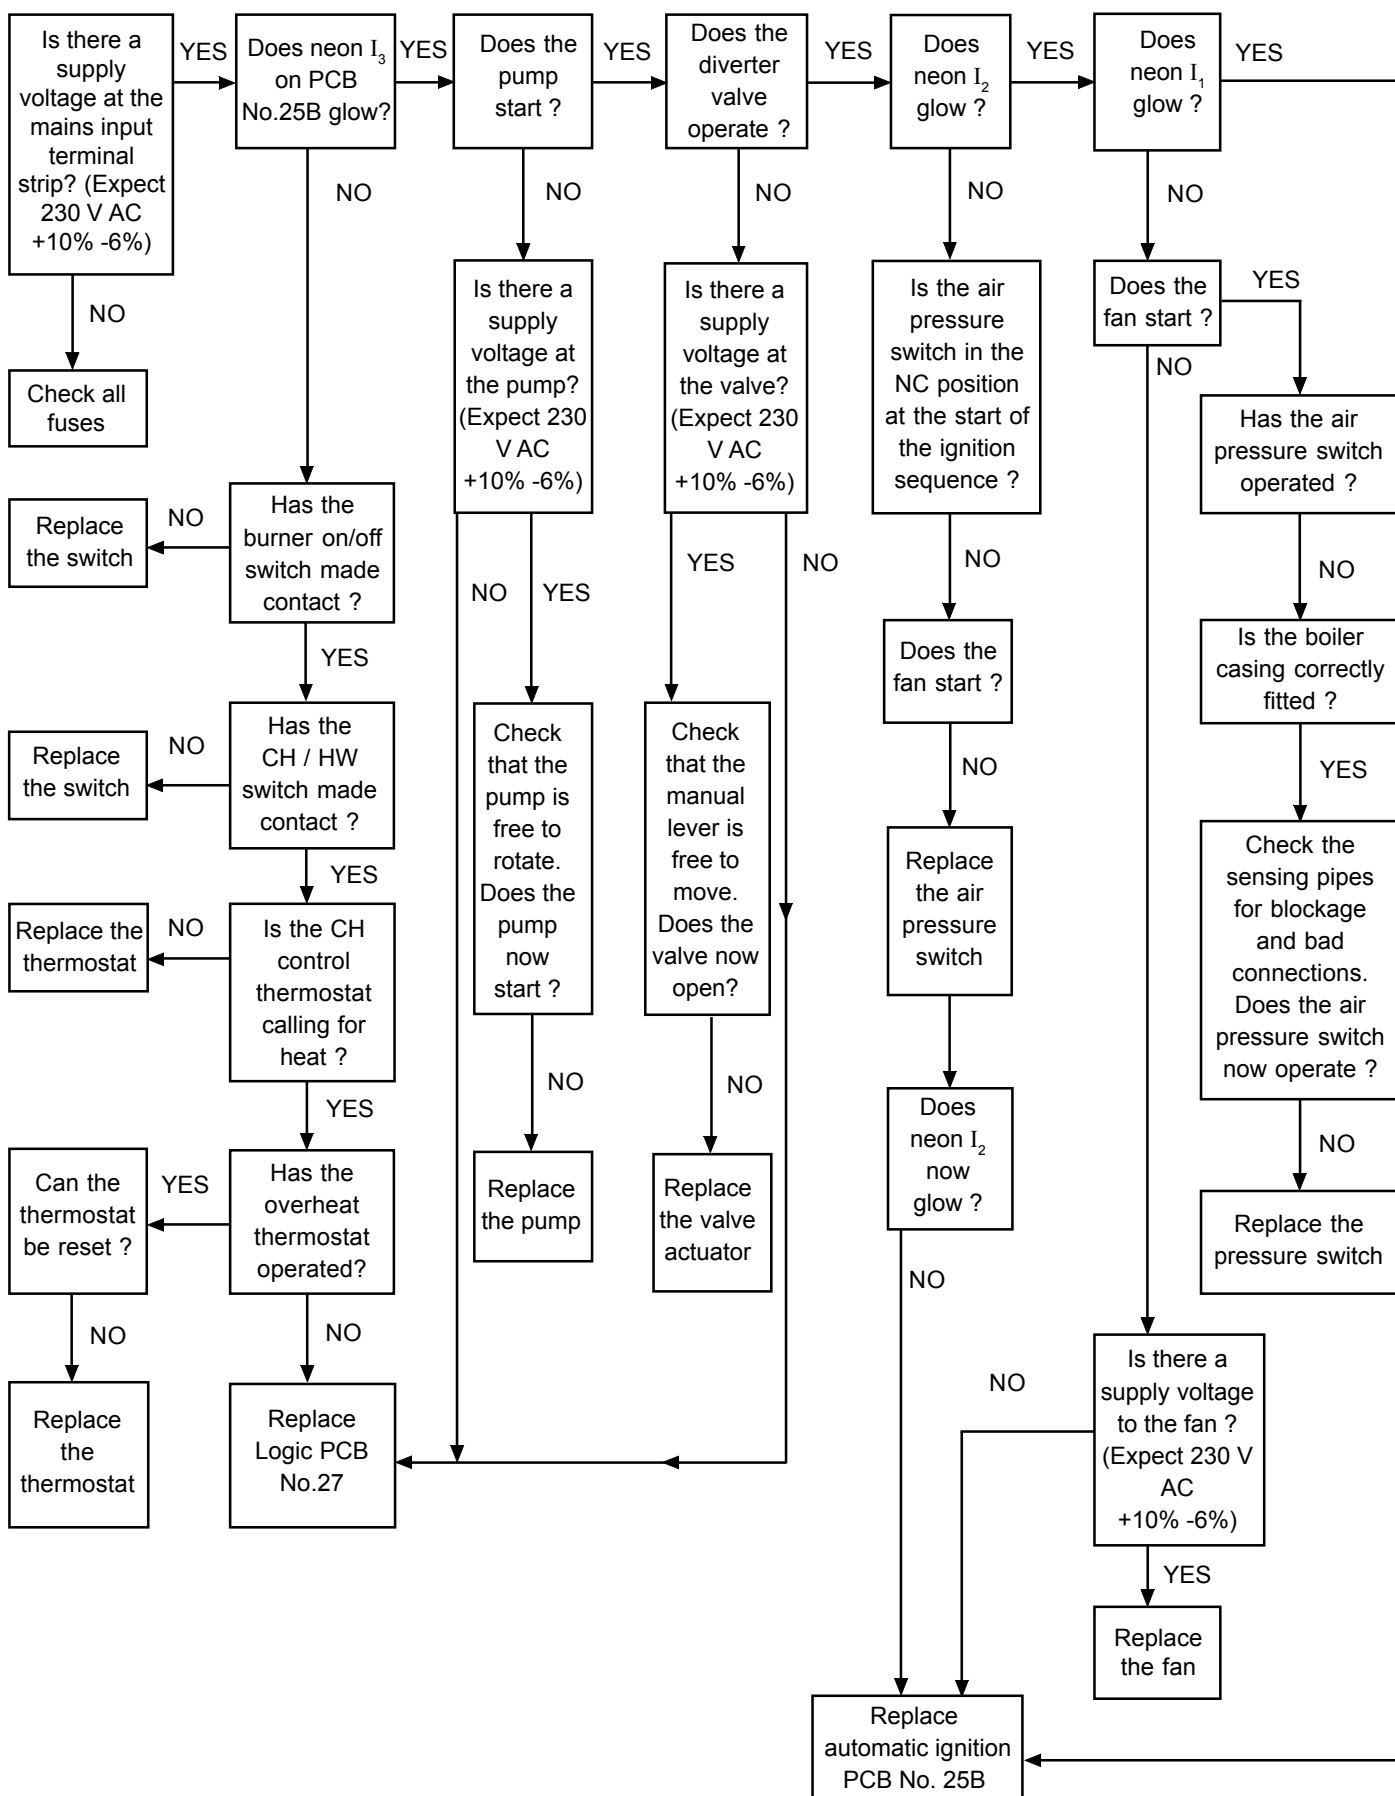 Is there a
supply
voltage at the
mains input
terminal
strip? (Expect
230 V AC
+10% -6%)
YES
Does neon I3
on PCB
No.25B glow?
YES
Does the
pump
start ?
YES
Does the
diverter
valve
operate ?
YES
Does
neon I2
glow ?
YES
Does
neon I1
glow ?
YES
NO
Check all
fuses
NO
NO
Is there a
supply
voltage at
the pump?
(Expect 230
V AC
+10% -6%)
NO
Is there a
supply
voltage at
the valve?
(Expect 230
V AC
+10% -6%)
NO
Is the air
pressure
switch in the
NC position
at the start of
the ignition
sequence ?
NO
Does the
fan start ?
YES
NO
Has the air
pressure switch
operated ?
Replace
the switch
NO
Has the
burner on/off
switch made
contact ?
NO
YES
YES
NO
NO
NO
YES
Does the
fan start ?
Is the boiler
casing correctly
fitted ?
Replace
the switch
NO
Has the
CH / HW
switch made
contact ?
Check
that the
pump is
free to
rotate.
Does the
pump
now
start ?
Check
that the
manual
lever is
free to
move.
Does the
valve now
open?
NO
YES
YES
Replace
the air
pressure
switch
Check the
sensing pipes
for blockage
and bad
connections.
Does the air
pressure switch
now operate ?
Replace the
thermostat
NO
Is the CH
control
thermostat
calling for
heat ?
YES
NO
NO
Does
neon I2
now
glow ?
NO
Can the
thermostat
be reset ?
YES
Has the
overheat
thermostat
operated?
Replace
the pump
Replace
the valve
actuator
Replace the
pressure switch
NO
NO
NO
Replace
the
thermostat
Replace
Logic PCB
No.27
NO
Is there a
supply voltage
to the fan ?
(Expect 230 V
AC
+10% -6%)
YES
Replace
the fan
Replace
automatic ignition
PCB No. 25B